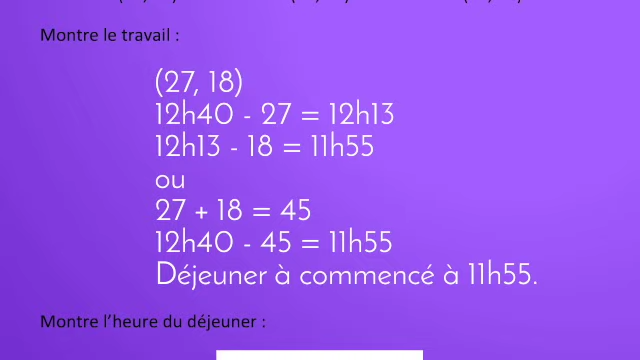 Montre le travail :
(27, 18)
12h40 - 27 = 12h13
12h13 - 18 = 11h55
ou
27 + 18 = 45
12h40 - 45 = 11h55
Déjeuner à commencé à 11h55.
Montre l'heure du déjeuner :